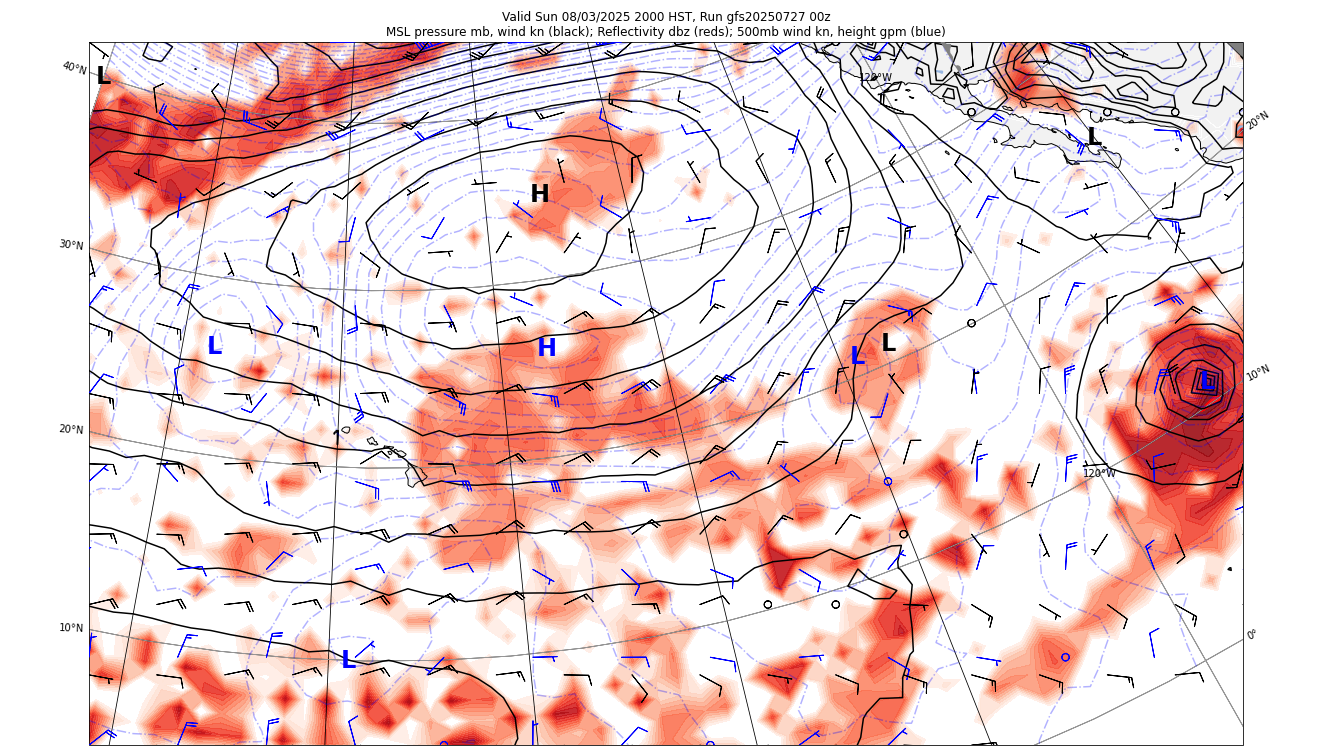 Valid Sun 08/03/2025 2000 HST, Run gfs20250727 00z
MSL pressure mb, wind kn (black); Reflectivity dbz (reds); 500mb wind kn, height gpm (blue)
40°N
L
120°W
20°N
L
H
30°N
L
H
L
L
10°N
L
20°N
120°W
10°N
0°
L